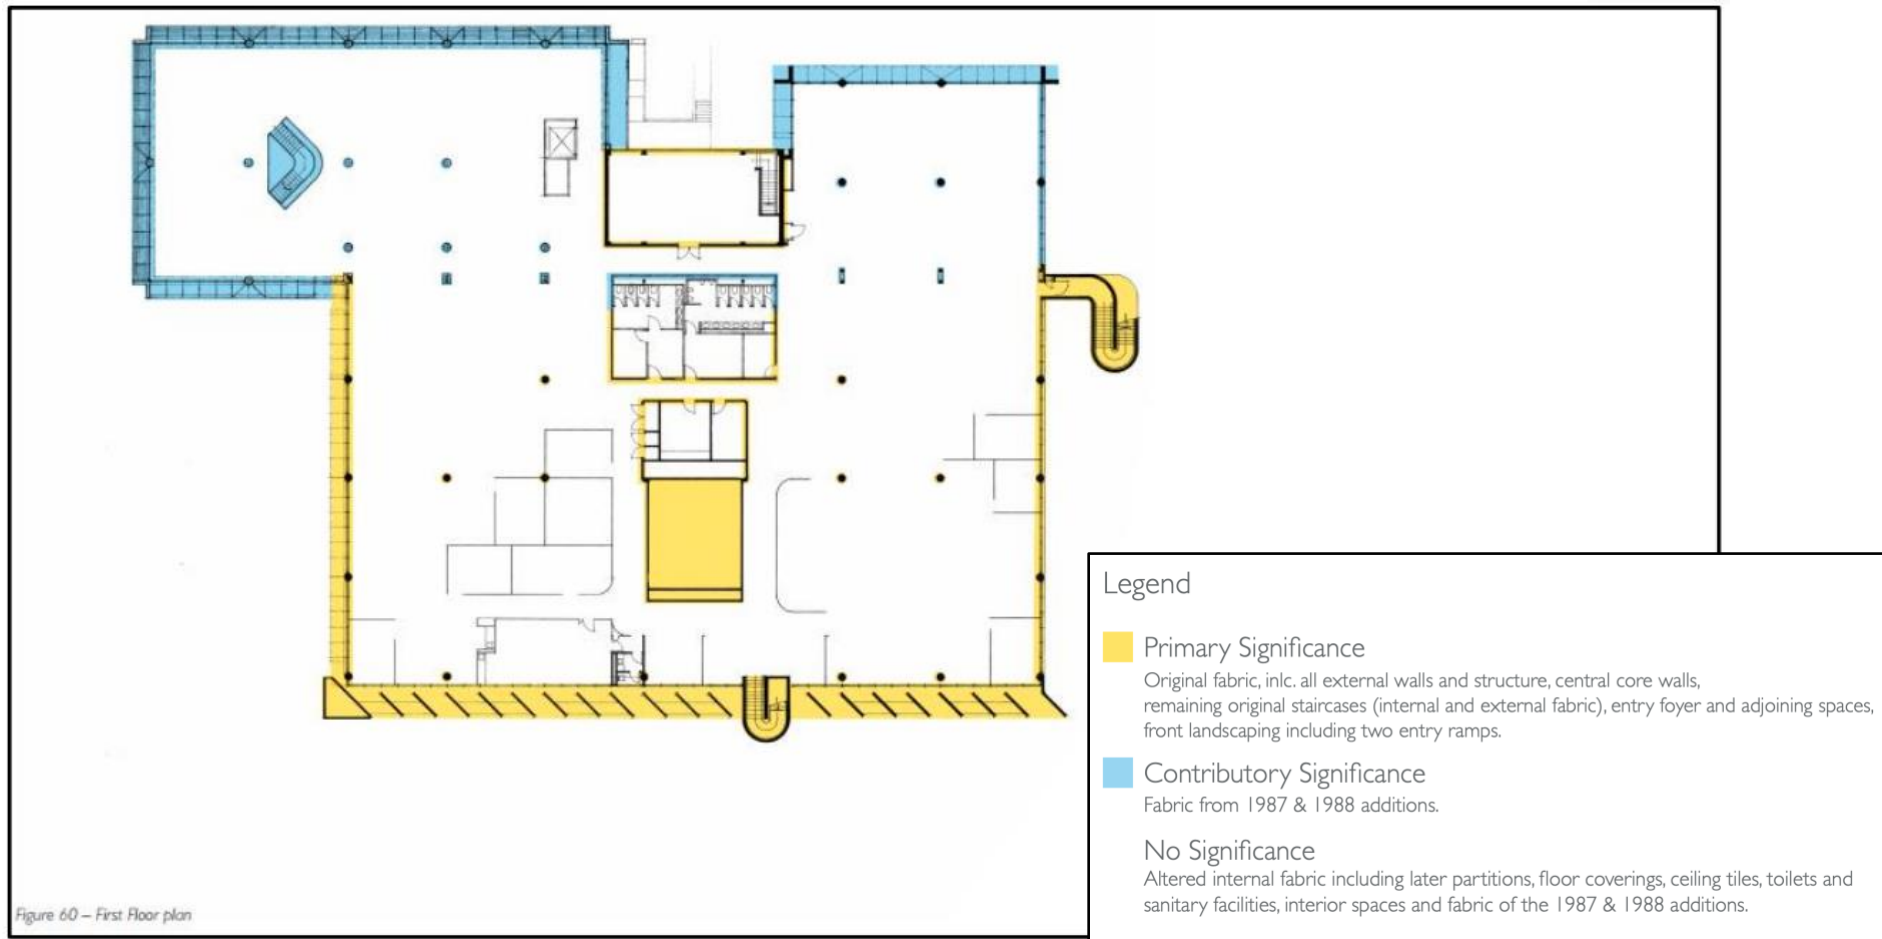 Legend
Primary Significance
Original fabric, inlc. all external walls and structure, central core walls,
remaining original staircases (internal and external fabric), entry foyer and adjoining spaces,
front landscaping including two entry ramps.
Contributory Significance
Fabric from 1987 & 1988 additions.
No Significance
Altered internal fabric including later partitions, floor coverings, ceiling tiles, toilets and
sanitary facilities, interior spaces and fabric of the 1987 & 1988 additions.
Figure 60 – First Floor plan